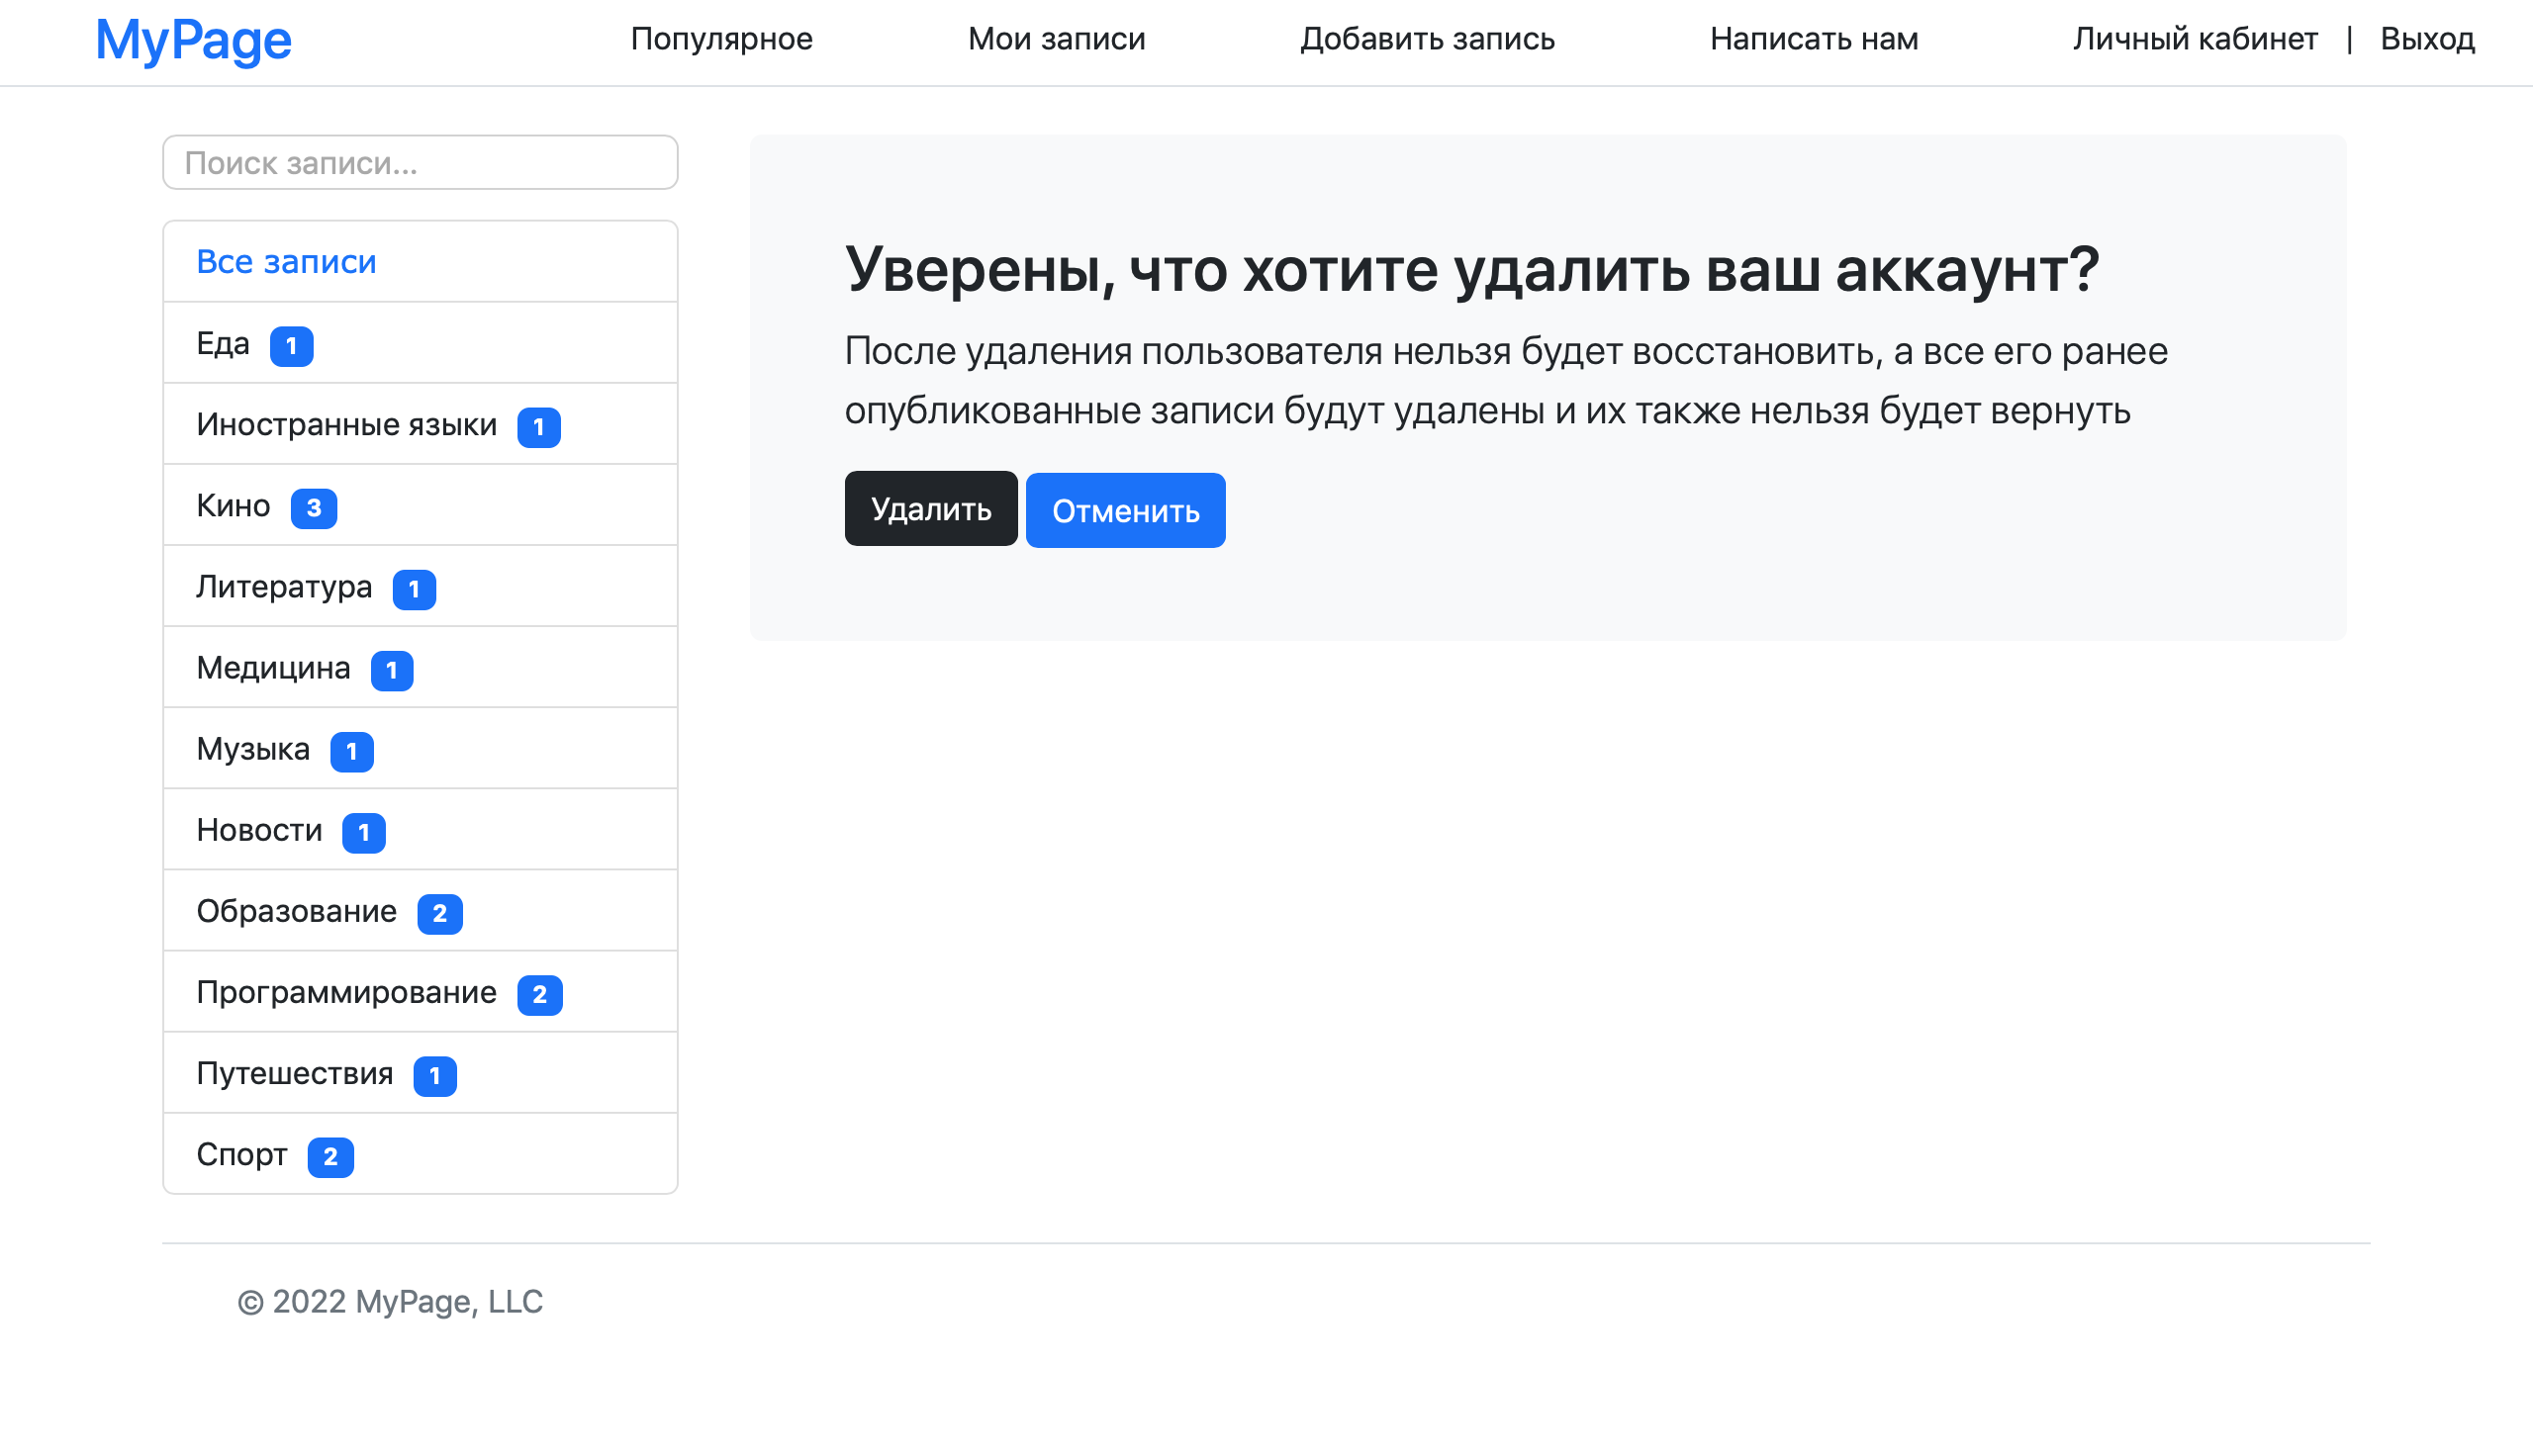 MyPage
Популярное
Мои записи
Добавить запись
Написать нам
Личный кабинет | Выход
Поиск записи...
Все записи
Еда 1
Иностранные языки 1
Кино 3
Литература 1
Медицина 1
Музыка 1
Новости 1
Образование 2
Программирование 2
Путешествия 1
Спорт 2
Уверены, что хотите удалить ваш аккаунт?
После удаления пользователя нельзя будет восстановить, а все его ранее
опубликованные записи будут удалены и их также нельзя будет вернуть
Удалить Отменить
© 2022 MyPage, LLC